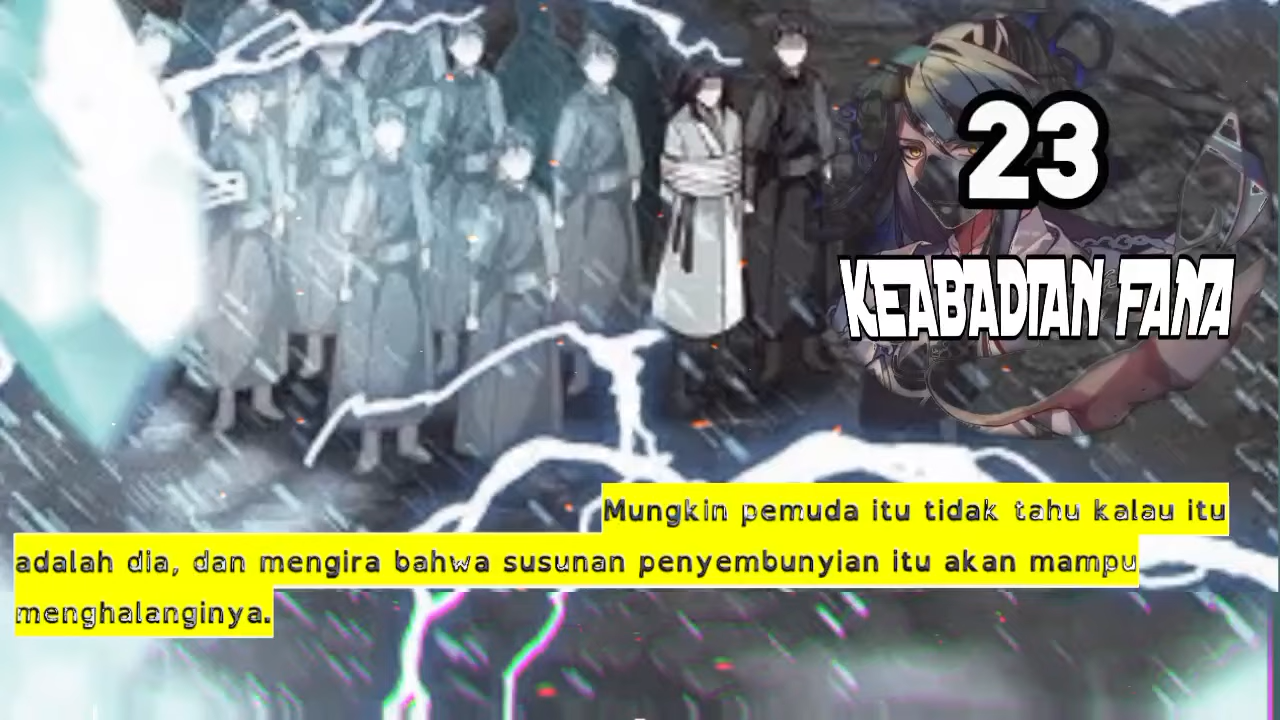 23
KEABADIAN FANA
Mungkin pemuda itu tidak tahu kalau itu
adalah dia, dan mengira bahwa susunan penyembunyian itu akan mampu
menghalanginya.